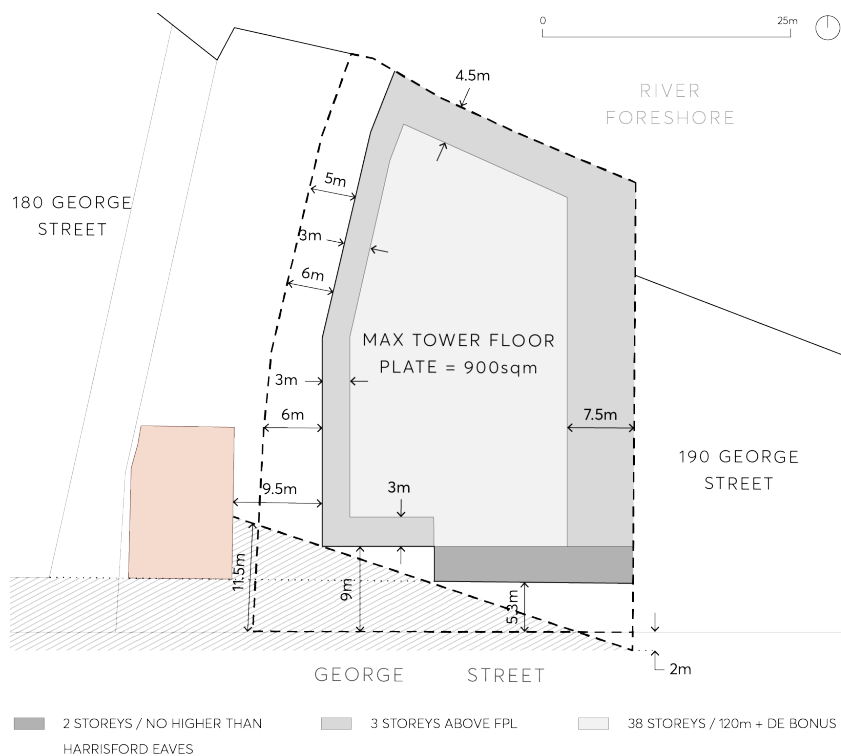 0
25m
4.5m
RIVER
FORESHORE
5m
180 GEORGE
STREET
3m
6m
MAX TOWER FLOOR
PLATE = 900sqm
3m
6m
7.5m
190 GEORGE
STREET
9.5m
3m
11.5m
9m
5.3m
2m
GEORGE STREET
2 STOREYS / NO HIGHER THAN
HARRISFORD EAVES
3 STOREYS ABOVE FPL
38 STOREYS / 120m + DE BONUS